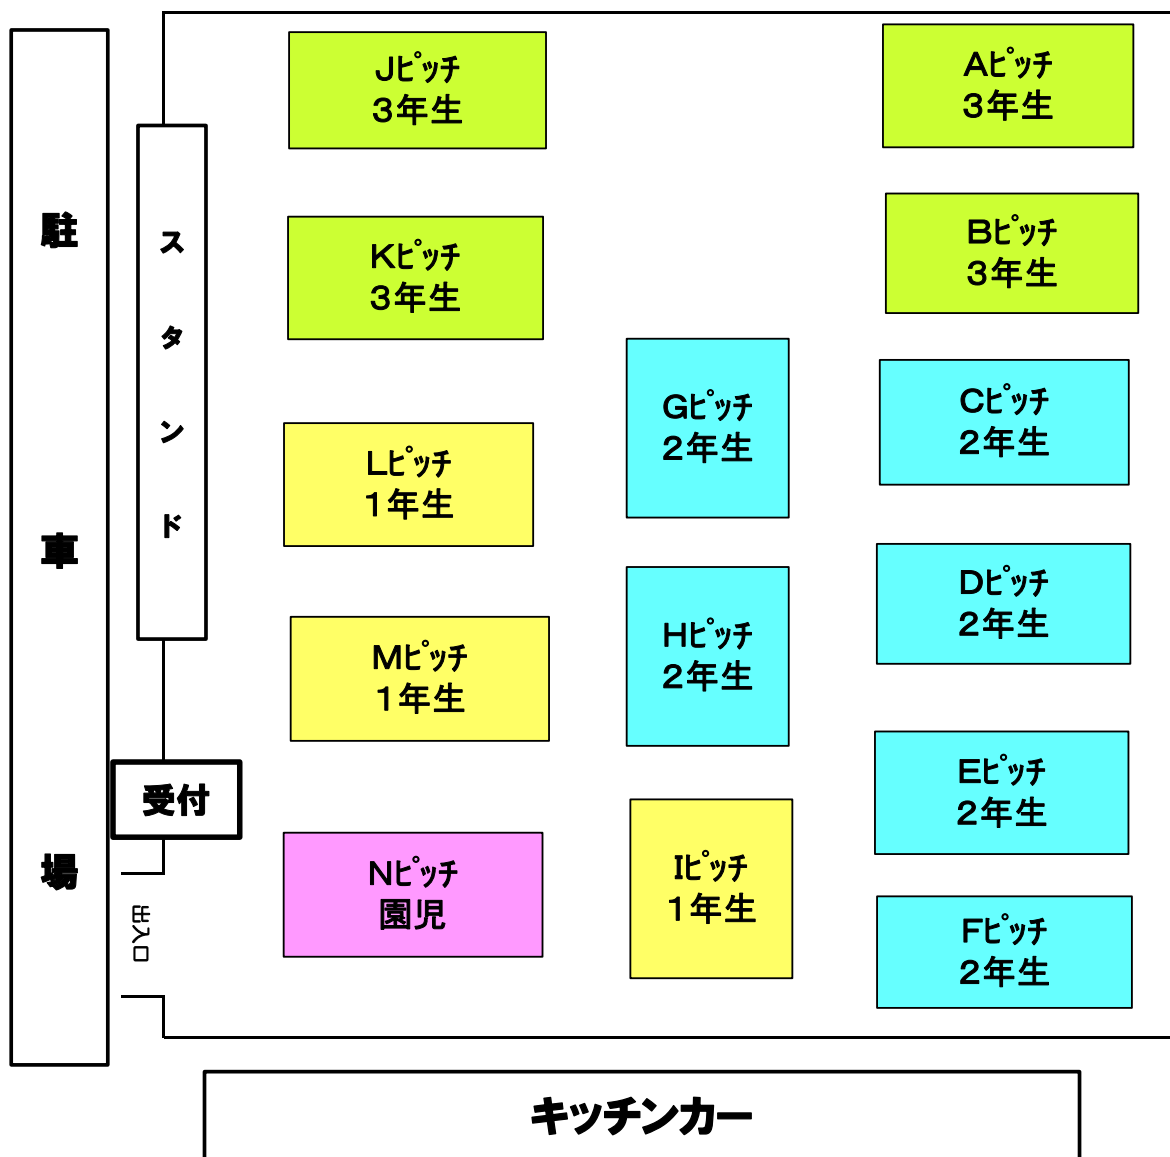 Jﾋﾟｯﾁ
３年生
Aﾋﾟｯﾁ
３年生
Kﾋﾟｯﾁ
３年生
Bﾋﾟｯﾁ
３年生
Gﾋﾟｯﾁ
２年生
Cﾋﾟｯﾁ
２年生
Lﾋﾟｯﾁ
１年生
Hﾋﾟｯﾁ
２年生
Dﾋﾟｯﾁ
２年生
Mﾋﾟｯﾁ
１年生
Eﾋﾟｯﾁ
２年生
Nﾋﾟｯﾁ
園児
Iﾋﾟｯﾁ
１年生
Fﾋﾟｯﾁ
２年生
駐車場
スタンド
受付
出入口
キッチンカー